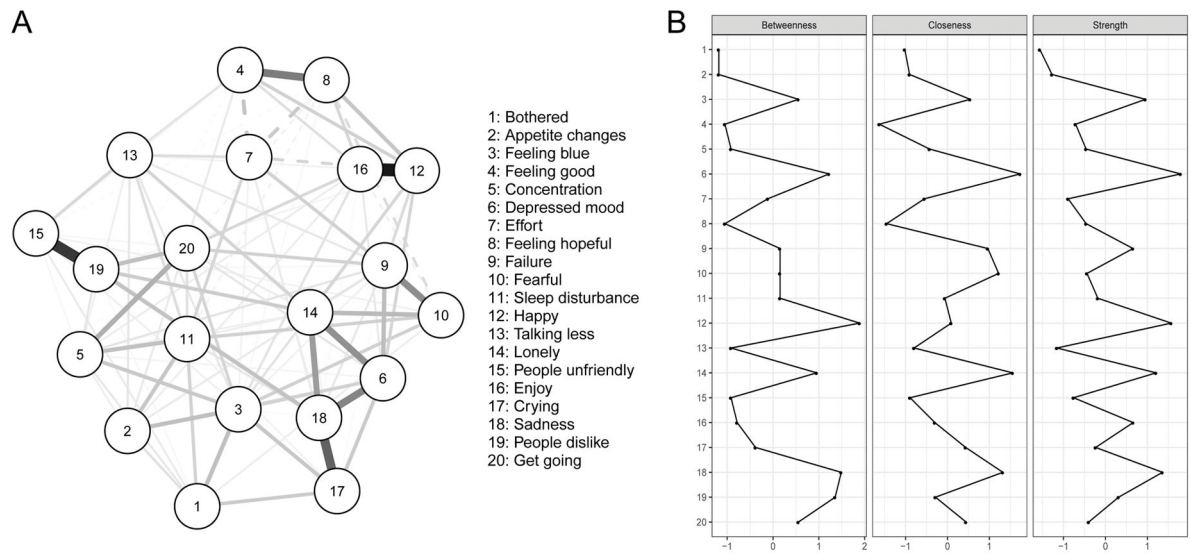 A
4
8
13
7
16
12
15
19
20
9
14
10
5
11
6
3
18
2
17
1
1: Bothered
2: Appetite changes
3: Feeling blue
4: Feeling good
5: Concentration
6: Depressed mood
7: Effort
8: Feeling hopeful
9: Failure
10: Fearful
11: Sleep disturbance
12: Happy
13: Talking less
14: Lonely
15: People unfriendly
16: Enjoy
17: Crying
18: Sadness
19: People dislike
20: Get going
B
Betweenness Closeness Strength
1
2
3
4
5
6
7
8
9
10
11
12
13
14
15
16
17
18
19
20
−1 0 1 2 −1 0 1 −1 0 1